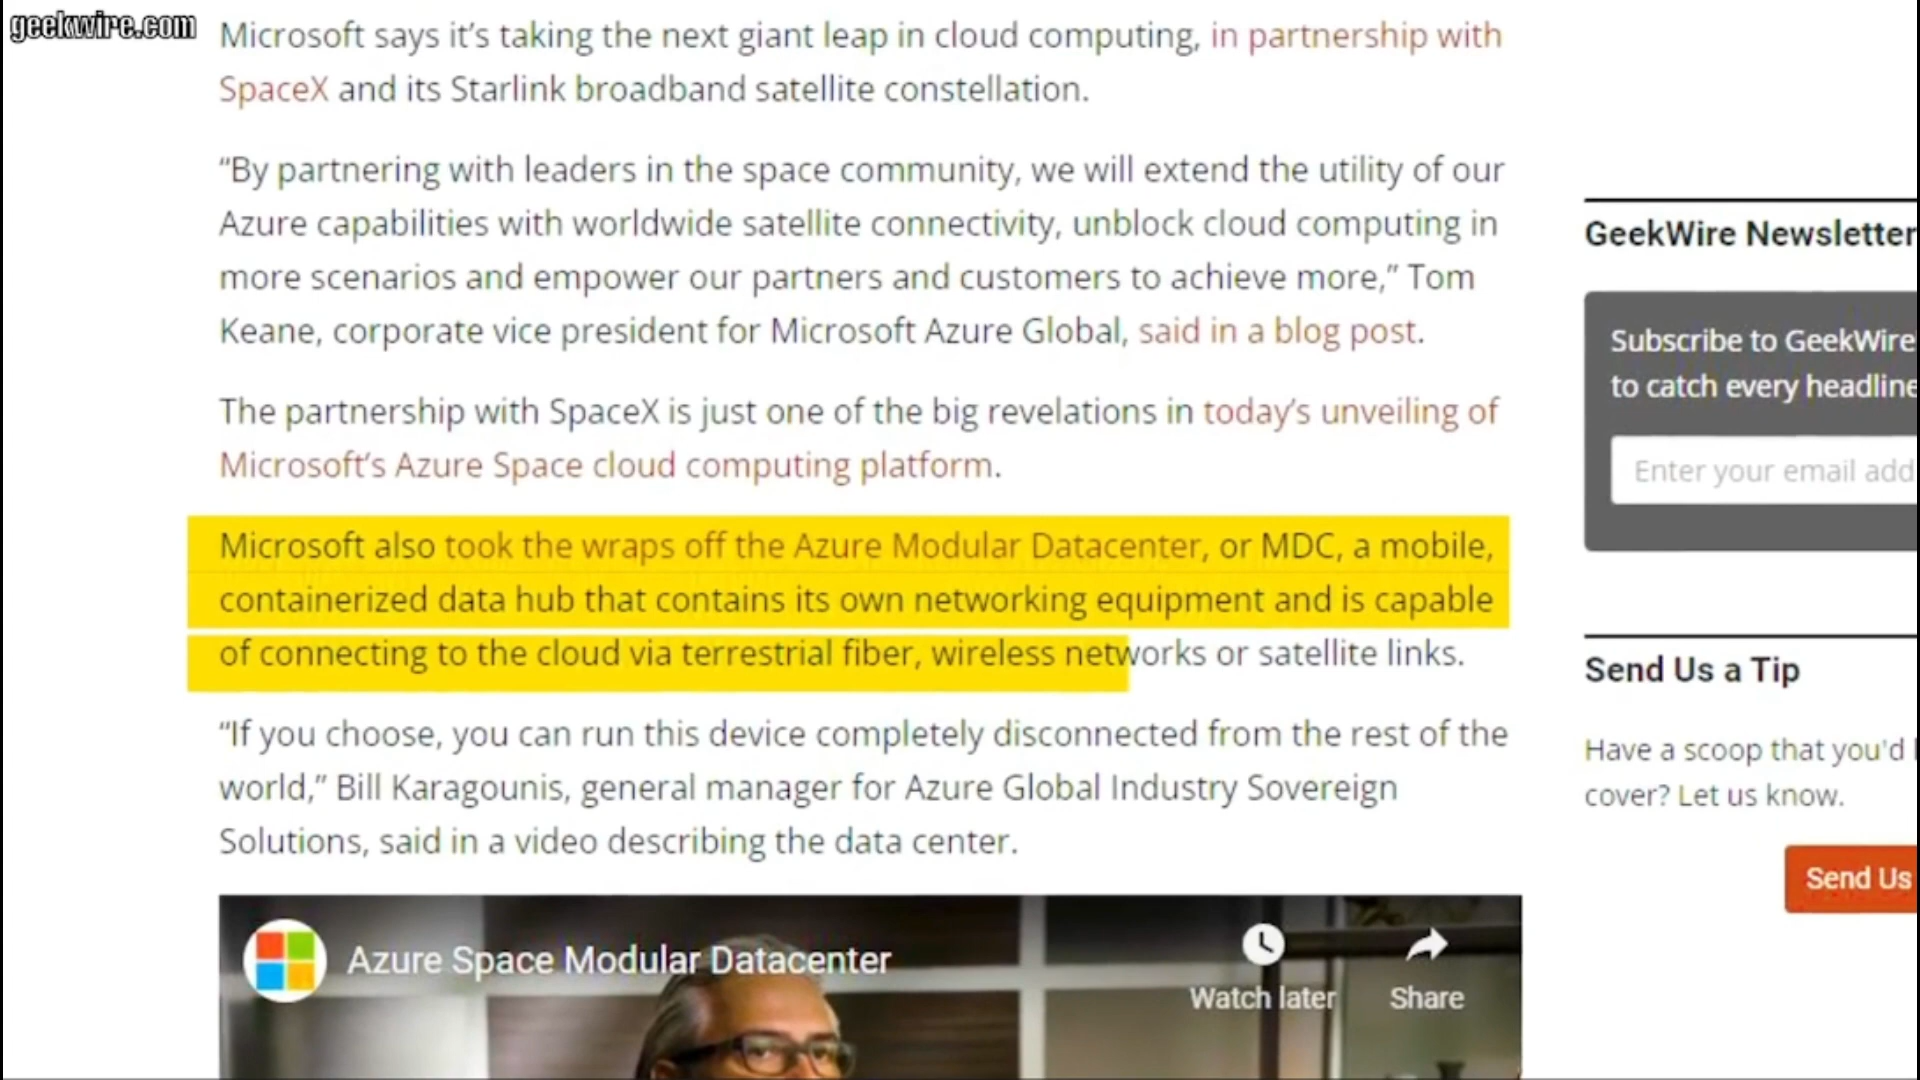 geekwire.com
Microsoft says it’s taking the next giant leap in cloud computing, in partnership with
SpaceX and its Starlink broadband satellite constellation.
“By partnering with leaders in the space community, we will extend the utility of our
Azure capabilities with worldwide satellite connectivity, unblock cloud computing in
more scenarios and empower our partners and customers to achieve more,” Tom
Keane, corporate vice president for Microsoft Azure Global, said in a blog post.
The partnership with SpaceX is just one of the big revelations in today’s unveiling of
Microsoft’s Azure Space cloud computing platform.
Microsoft also took the wraps off the Azure Modular Datacenter, or MDC, a mobile,
containerized data hub that contains its own networking equipment and is capable
of connecting to the cloud via terrestrial fiber, wireless networks or satellite links.
“If you choose, you can run this device completely disconnected from the rest of the
world,” Bill Karagounis, general manager for Azure Global Industry Sovereign
Solutions, said in a video describing the data center.
Azure Space Modular Datacenter
Watch later
Share
GeekWire Newsletter
Subscribe to GeekWire
to catch every headline
Enter your email add
Send Us a Tip
Have a scoop that you'd
cover? Let us know.
Send Us